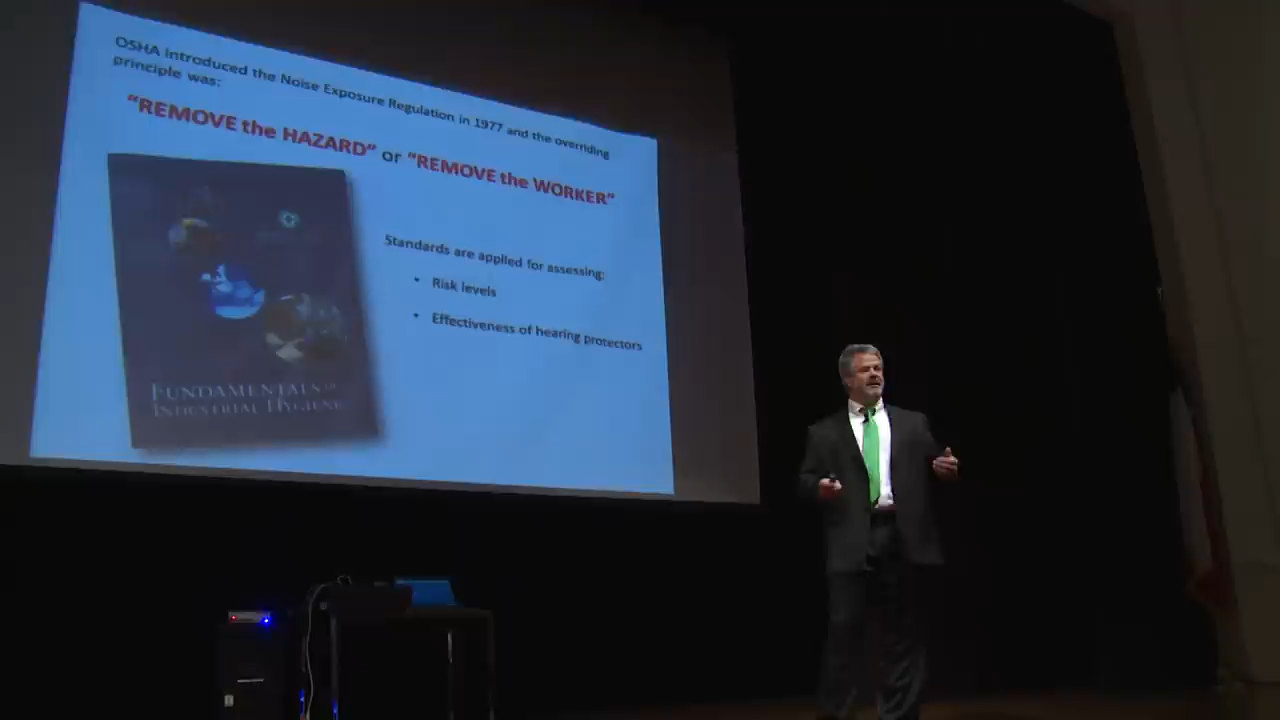 OSHA introduced the Noise Exposure Regulation in 1977 and the overriding
principle was:
“REMOVE the HAZARD” or “REMOVE the WORKER”
Standards are applied for assessing:
• Risk levels
• Effectiveness of hearing protectors
FUNDAMENTALS OF
INDUSTRIAL HYGIENE